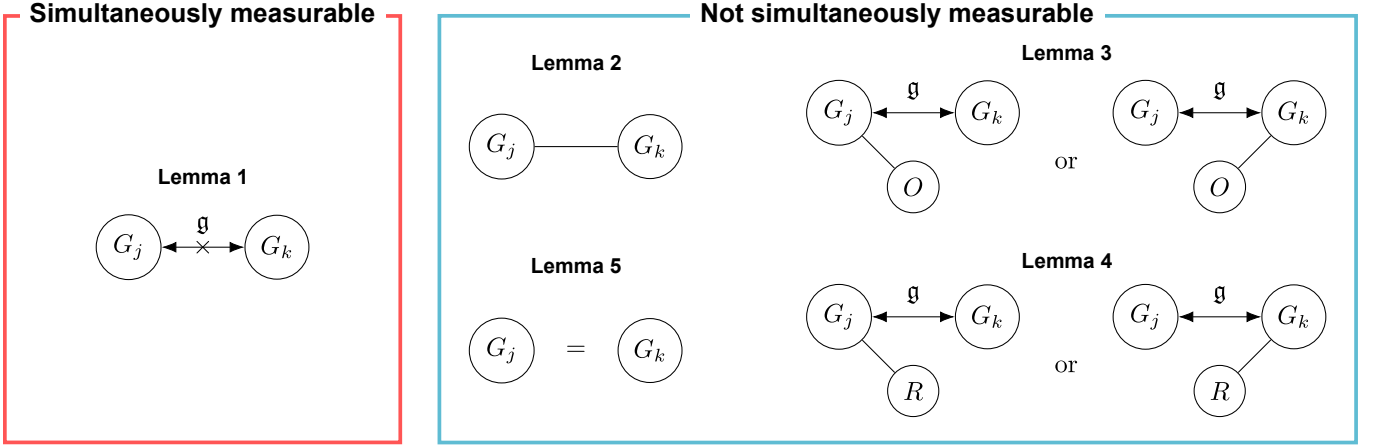 Simultaneously measurable
Lemma 1
𝔤
G_j G_k
Not simultaneously measurable
Lemma 2
G_j G_k
Lemma 3
𝔤 𝔤
G_j G_k or G_j G_k
O O
Lemma 5
G_j = G_k
Lemma 4
𝔤 𝔤
G_j G_k or G_j G_k
R R